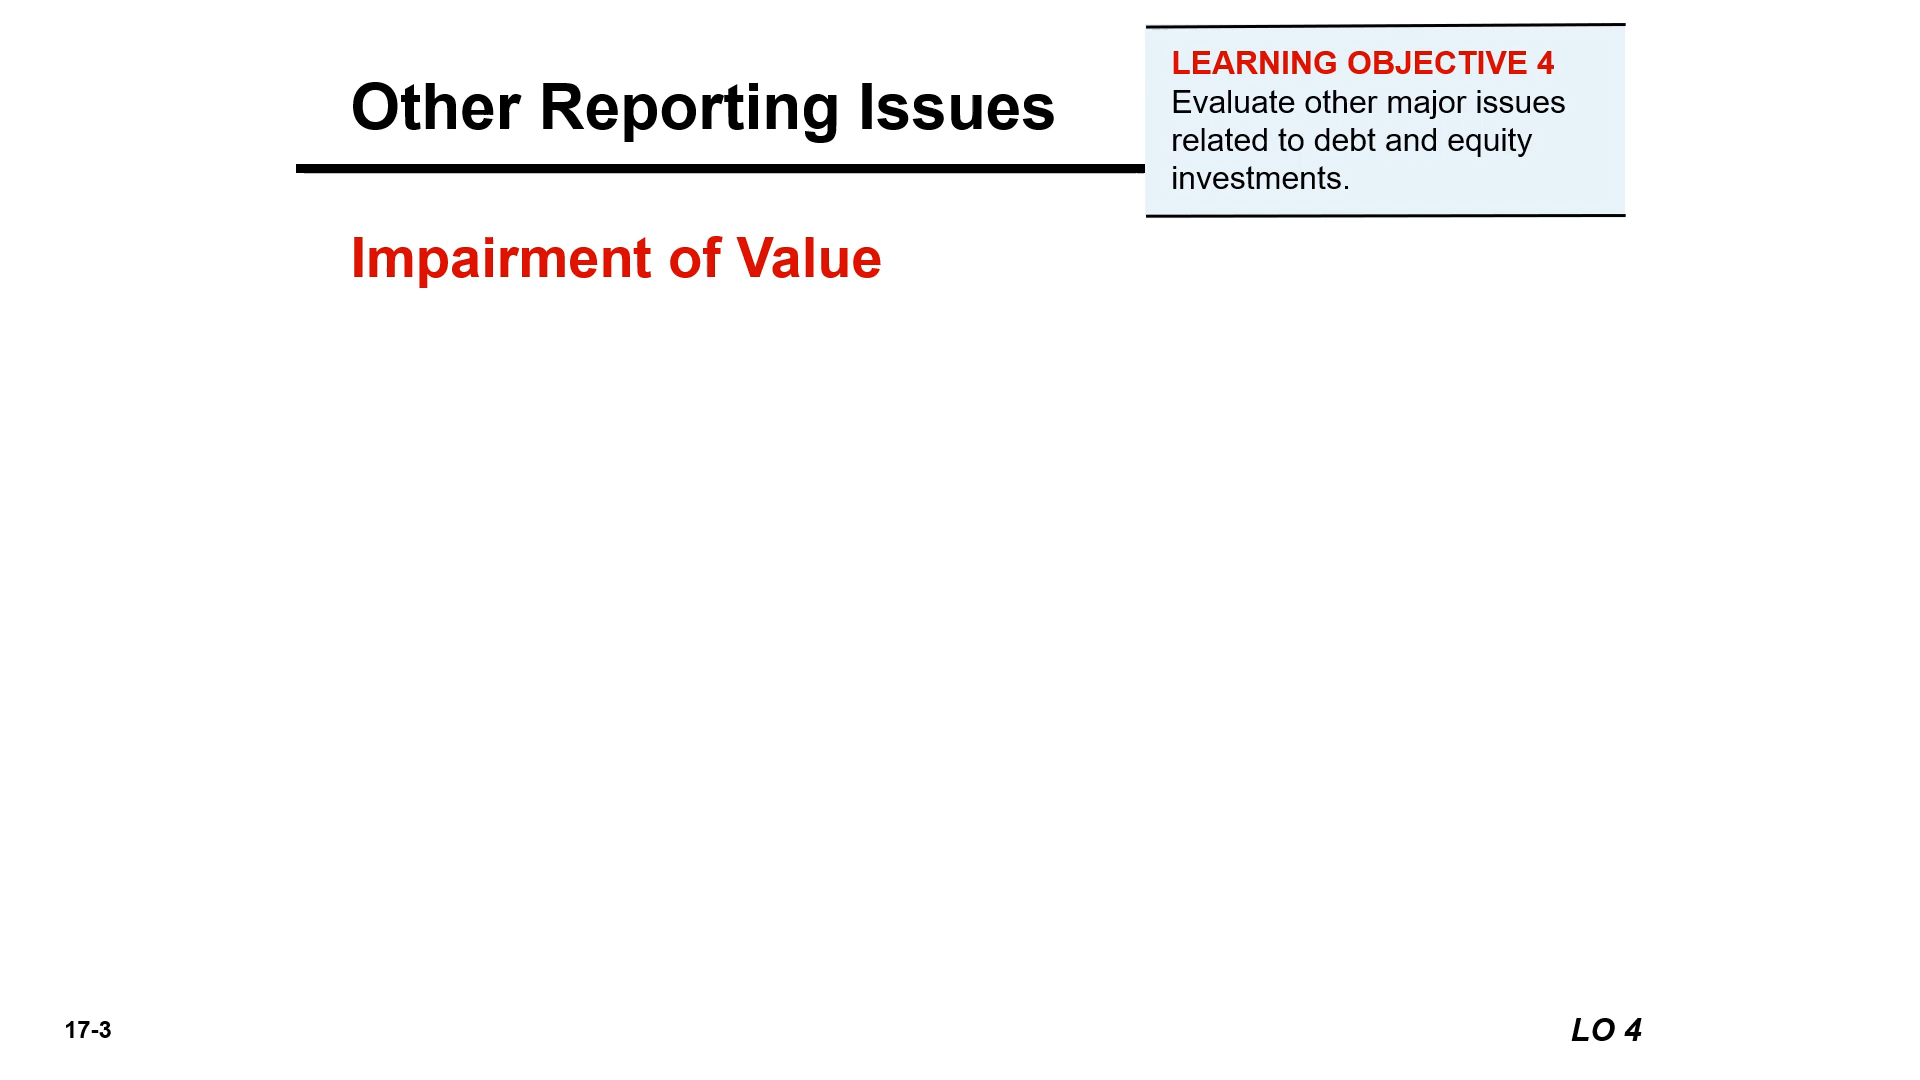 Other Reporting Issues
LEARNING OBJECTIVE 4
Evaluate other major issues
related to debt and equity
investments.
Impairment of Value
17-3
LO 4